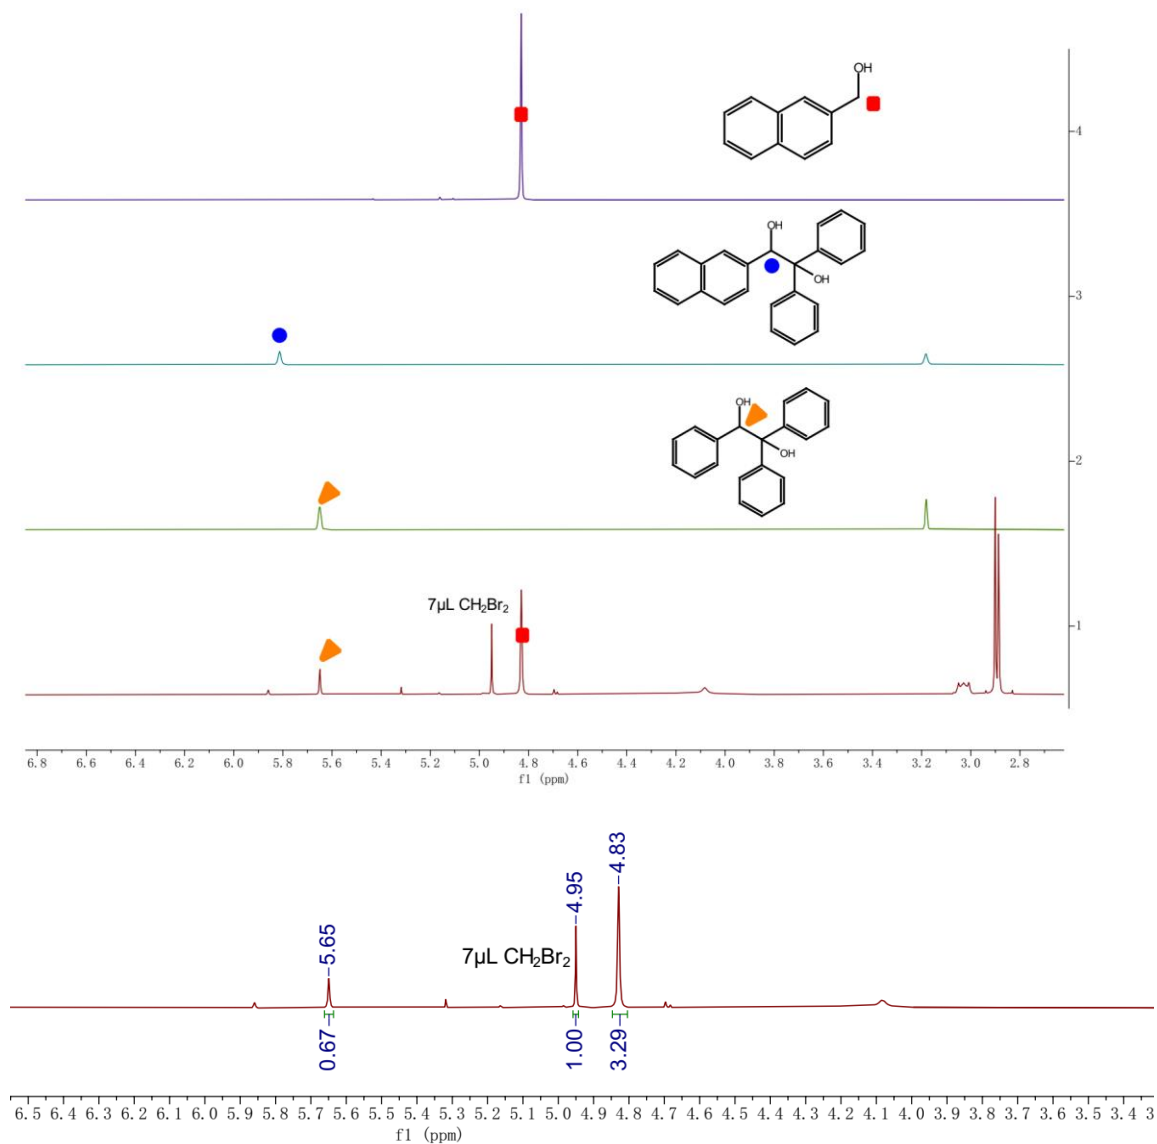 OH
4
OH
OH
3
OH
OH
2
7μL CH₂Br₂
1
6.8 6.6 6.4 6.2 6.0 5.8 5.6 5.4 5.2 5.0 4.8 4.6 4.4 4.2 4.0 3.8 3.6 3.4 3.2 3.0 2.8
f1 (ppm)
5.65
4.95
4.83
7μL CH₂Br₂
0.67
1.00
3.29
6.5 6.4 6.3 6.2 6.1 6.0 5.9 5.8 5.7 5.6 5.5 5.4 5.3 5.2 5.1 5.0 4.9 4.8 4.7 4.6 4.5 4.4 4.3 4.2 4.1 4.0 3.9 3.8 3.7 3.6 3.5 3.4 3.3
f1 (ppm)